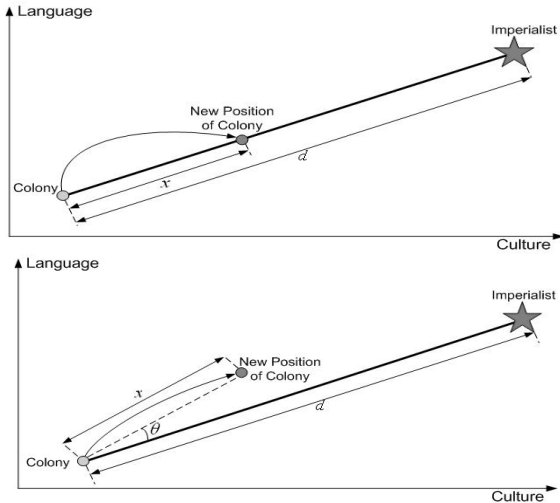 Language
Imperialist
New Position
of Colony
d
x
Colony
Culture
Language
Imperialist
New Position
of Colony
x
d
θ
Colony
Culture